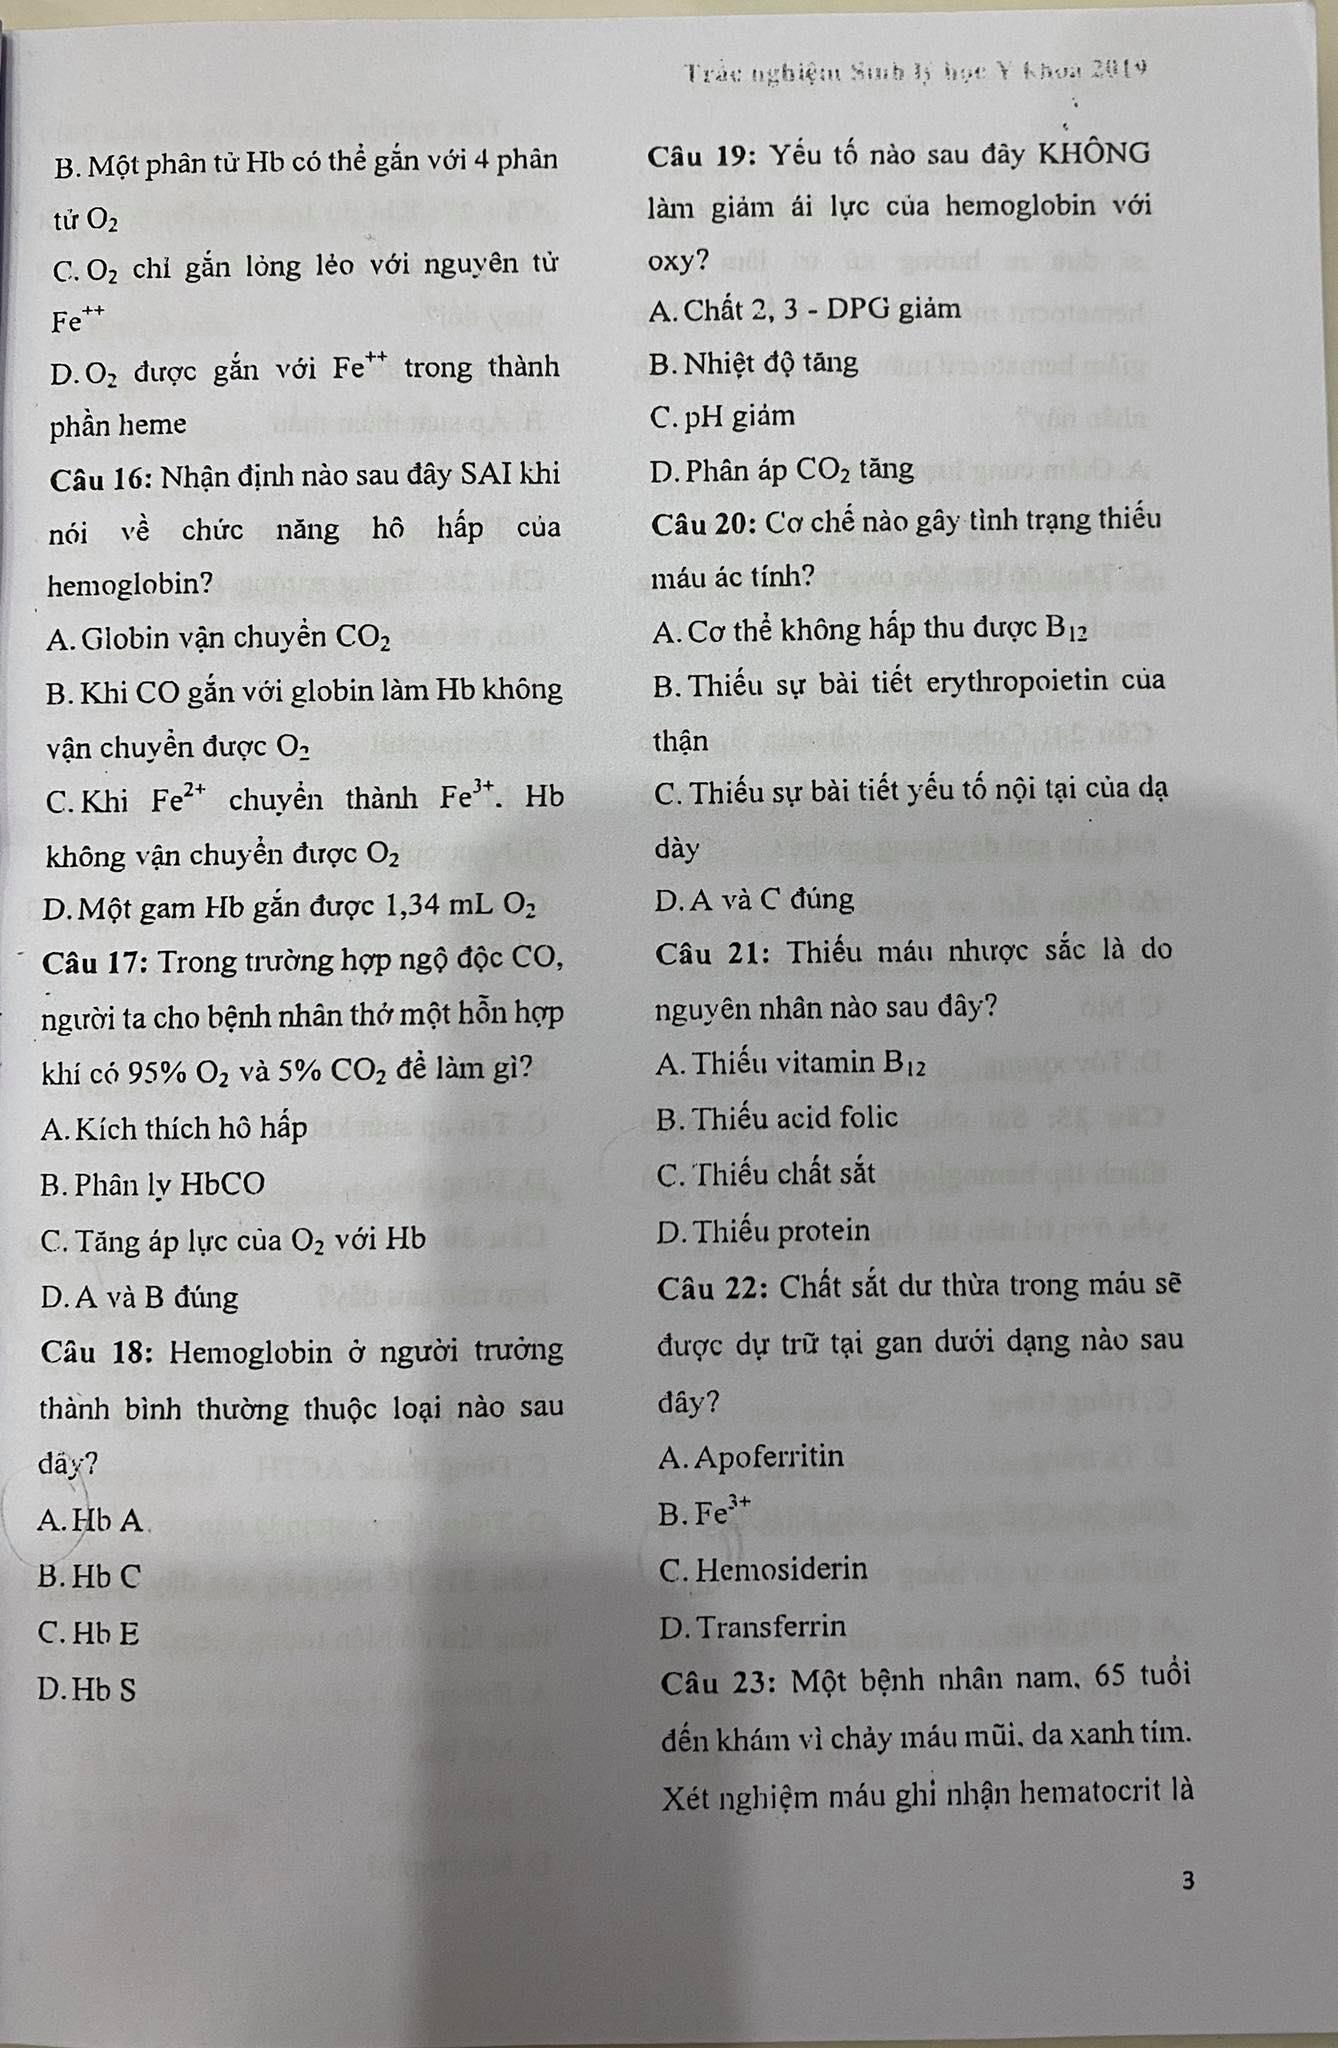 Trắc nghiệm Sinh lý học Y khoa 2019
B. Một phân tử Hb có thể gắn với 4 phân
tử O₂
C. O₂ chỉ gắn lỏng lẻo với nguyên tử
Fe⁺⁺
D. O₂ được gắn với Fe⁺⁺ trong thành
phần heme
Câu 16: Nhận định nào sau đây SAI khi
nói về chức năng hô hấp của
hemoglobin?
A. Globin vận chuyển CO₂
B. Khi CO gắn với globin làm Hb không
vận chuyển được O₂
C. Khi Fe²⁺ chuyển thành Fe³⁺. Hb
không vận chuyển được O₂
D. Một gam Hb gắn được 1,34 mL O₂
Câu 17: Trong trường hợp ngộ độc CO,
người ta cho bệnh nhân thở một hỗn hợp
khí có 95% O₂ và 5% CO₂ để làm gì?
A. Kích thích hô hấp
B. Phân ly HbCO
C. Tăng áp lực của O₂ với Hb
D. A và B đúng
Câu 18: Hemoglobin ở người trưởng
thành bình thường thuộc loại nào sau
đây?
A. Hb A
B. Hb C
C. Hb E
D. Hb S
Câu 19: Yếu tố nào sau đây KHÔNG
làm giảm ái lực của hemoglobin với
oxy?
A. Chất 2, 3 - DPG giảm
B. Nhiệt độ tăng
C. pH giảm
D. Phân áp CO₂ tăng
Câu 20: Cơ chế nào gây tình trạng thiếu
máu ác tính?
A. Cơ thể không hấp thu được B₁₂
B. Thiếu sự bài tiết erythropoietin của
thận
C. Thiếu sự bài tiết yếu tố nội tại của dạ
dày
D. A và C đúng
Câu 21: Thiếu máu nhược sắc là do
nguyên nhân nào sau đây?
A. Thiếu vitamin B₁₂
B. Thiếu acid folic
C. Thiếu chất sắt
D. Thiếu protein
Câu 22: Chất sắt dư thừa trong máu sẽ
được dự trữ tại gan dưới dạng nào sau
đây?
A. Apoferritin
B. Fe³⁺
C. Hemosiderin
D. Transferrin
Câu 23: Một bệnh nhân nam, 65 tuổi
đến khám vì chảy máu mũi, da xanh tím.
Xét nghiệm máu ghi nhận hematocrit là
3